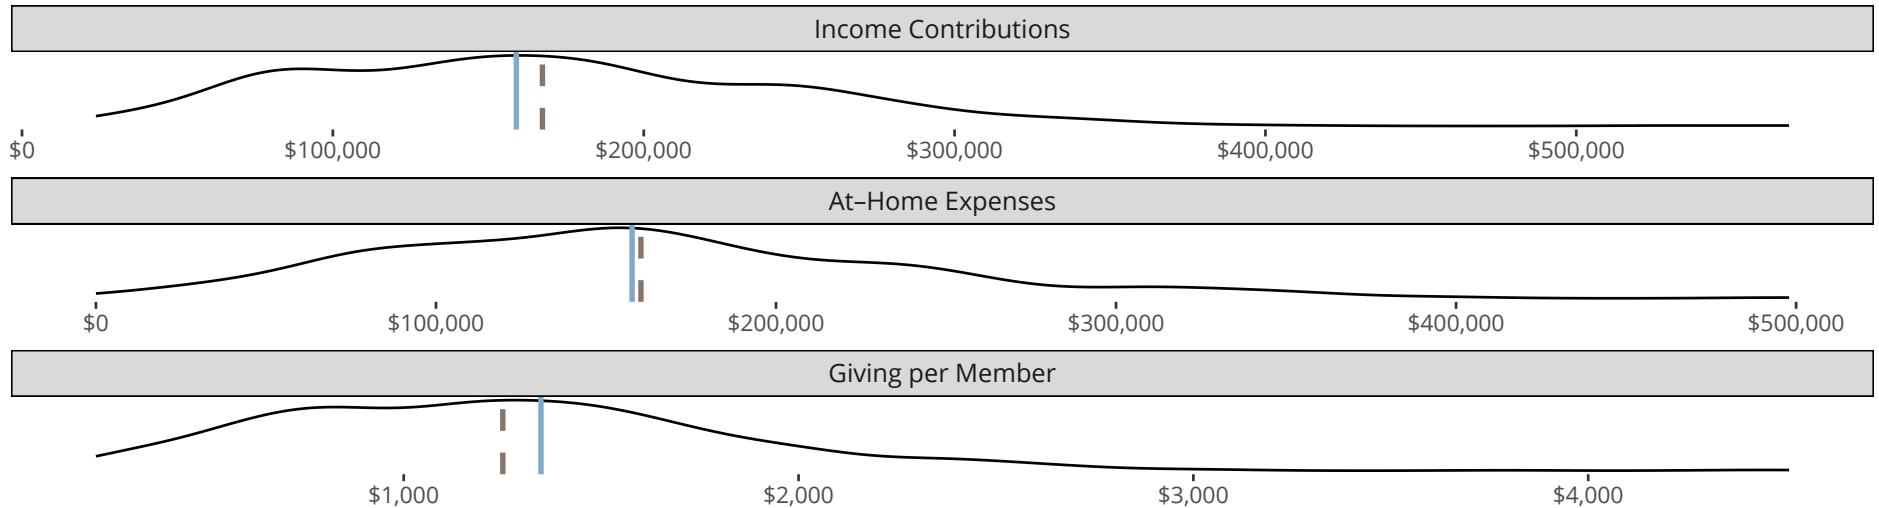 Income Contributions
$0 $100,000 $200,000 $300,000 $400,000 $500,000
At–Home Expenses
$0 $100,000 $200,000 $300,000 $400,000 $500,000
Giving per Member
$1,000 $2,000 $3,000 $4,000